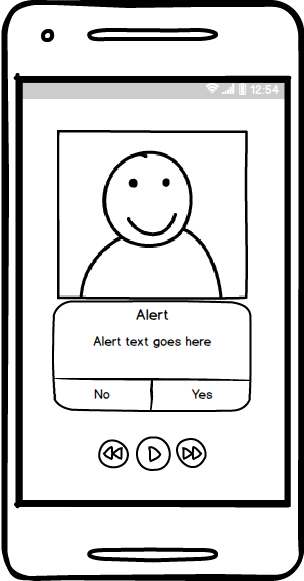 12:54
Alert
Alert text goes here
No
Yes